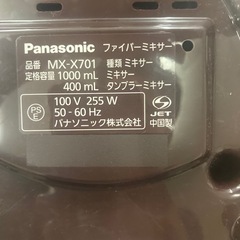 Panasonic ファイバーミキサー
品番 MX-X701 種類 ミキサー
定格容量 1000 mL ミキサー
400 mL タンブラーミキサー
PSE
100 V 255 W
50 - 60 Hz
パナソニック株式会社
JET
中国製